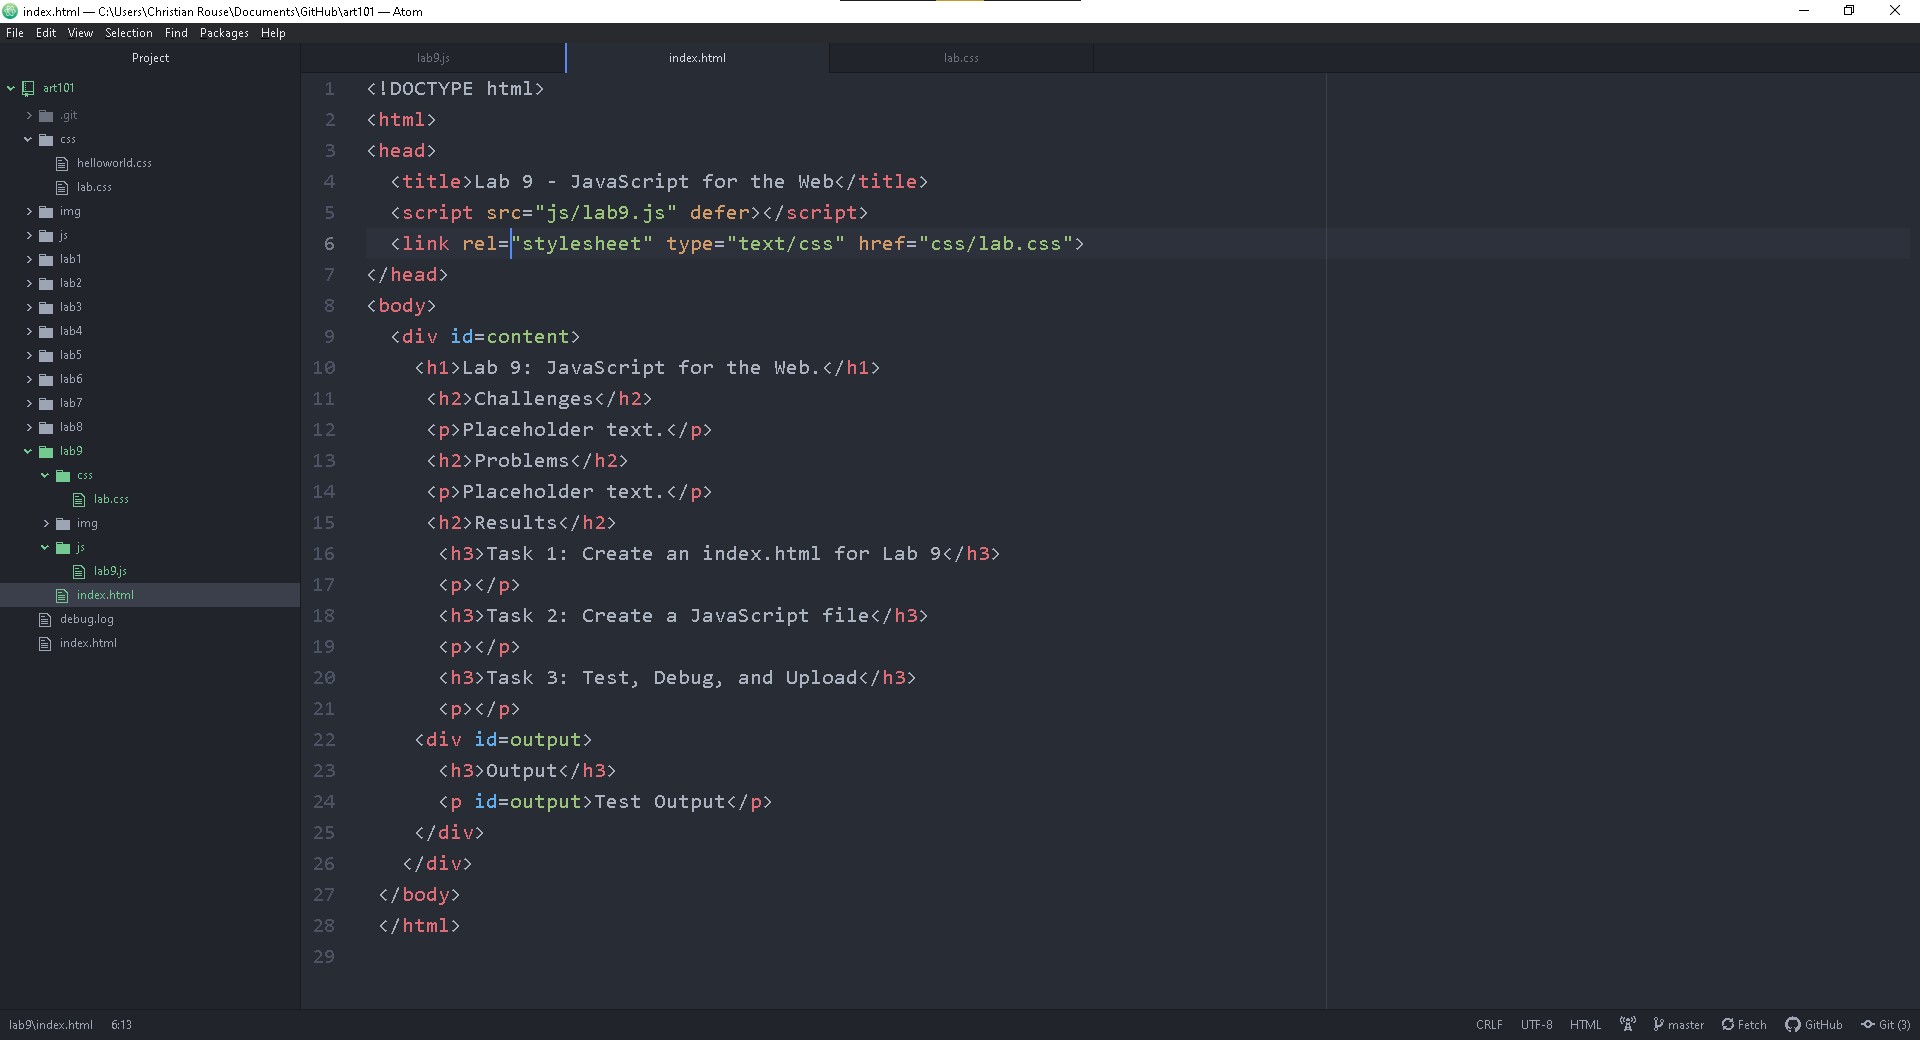 index.html — C:\Users\Christian Rouse\Documents\GitHub\art101 — Atom
File Edit View Selection Find Packages Help
Project
lab9.js index.html lab.css
art101
.git
css
helloworld.css
lab.css
img
js
lab1
lab2
lab3
lab4
lab5
lab6
lab7
lab8
lab9
css
lab.css
img
js
lab9.js
index.html
debug.log
index.html
1 <!DOCTYPE html>
2 <html>
3 <head>
4 <title>Lab 9 - JavaScript for the Web</title>
5 <script src="js/lab9.js" defer></script>
6 <link rel="stylesheet" type="text/css" href="css/lab.css">
7 </head>
8 <body>
9 <div id=content>
10 <h1>Lab 9: JavaScript for the Web.</h1>
11 <h2>Challenges</h2>
12 <p>Placeholder text.</p>
13 <h2>Problems</h2>
14 <p>Placeholder text.</p>
15 <h2>Results</h2>
16 <h3>Task 1: Create an index.html for Lab 9</h3>
17 <p></p>
18 <h3>Task 2: Create a JavaScript file</h3>
19 <p></p>
20 <h3>Task 3: Test, Debug, and Upload</h3>
21 <p></p>
22 <div id=output>
23 <h3>Output</h3>
24 <p id=output>Test Output</p>
25 </div>
26 </div>
27 </body>
28 </html>
29
lab9\index.html 6:13 CRLF UTF-8 HTML master Fetch GitHub Git (3)